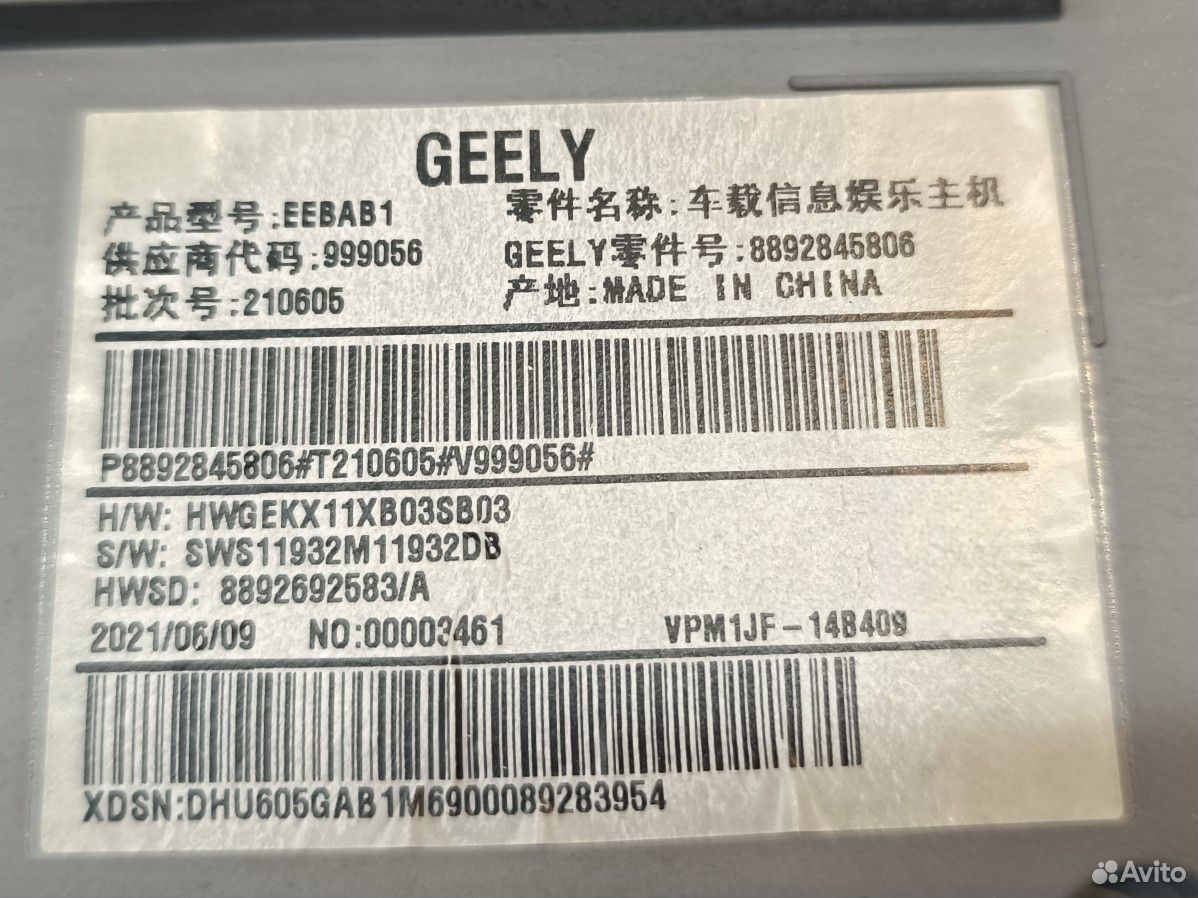 GEELY
产品型号:EEBAB1 零件名称:车载信息娱乐主机
供应商代码:999056 GEELY零件号:8892845806
批次号:210605 产地:MADE IN CHINA
P8892845806#T210605#V999056#
H/W: HWGEKX11XB03SB03
S/W: SWS11932M11932DB
HWSD: 8892692583/A
2021/06/09 NO:00003461 VPM1JF-14B409
XDSN:DHU605GAB1M6900089283954
Avito